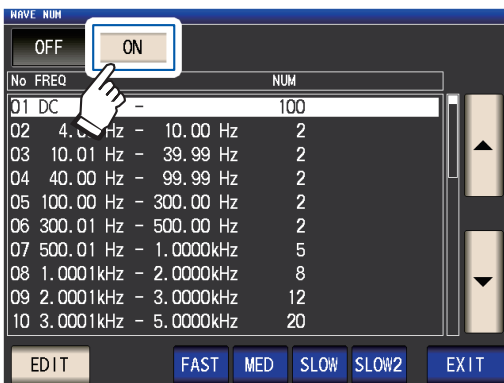 WAVE NUM
OFF ON
No FREQ NUM
01 DC - 100
02 Hz - 10.00 Hz 2
03 10.01 Hz - 39.99 Hz 2
04 40.00 Hz - 99.99 Hz 2
05 100.00 Hz - 300.00 Hz 2
06 300.01 Hz - 500.00 Hz 2
07 500.01 Hz - 1.0000kHz 5
08 1.0001kHz - 2.0000kHz 8
09 2.0001kHz - 3.0000kHz 12
10 3.0001kHz - 5.0000kHz 20
EDIT FAST MED SLOW SLOW2 EXIT